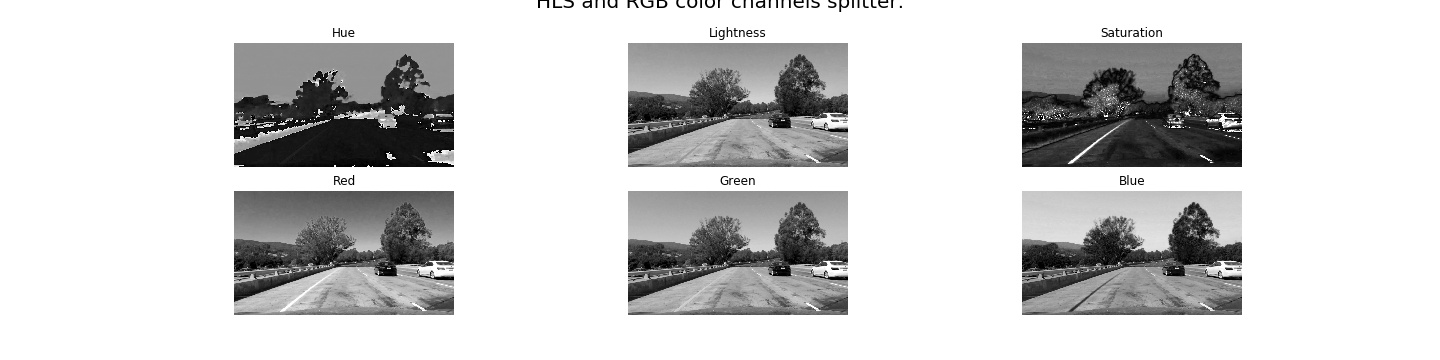 HLS and RGB color channels splitter.
Hue
Lightness
Saturation
Red
Green
Blue